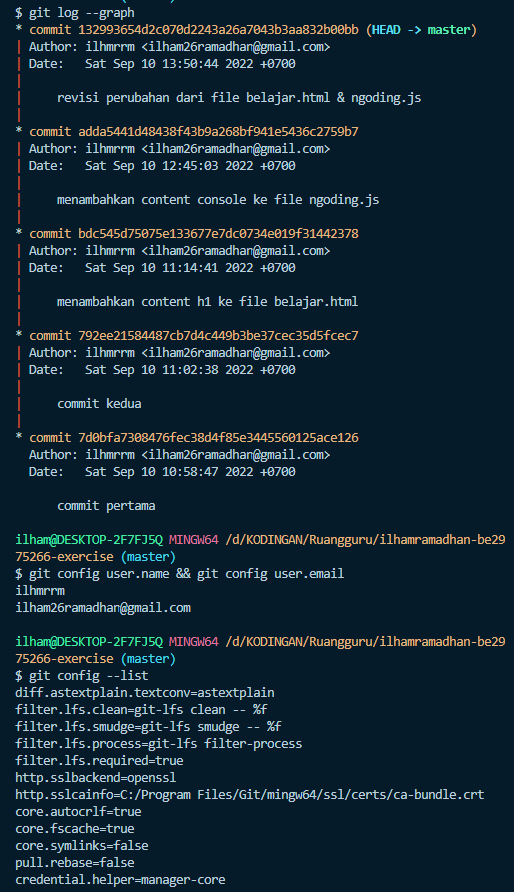 $ git log --graph
* commit 132993654d2c070d2243a26a7043b3aa832b00bb (HEAD -> master)
| Author: ilhmrrm <ilham26ramadhan@gmail.com>
| Date:   Sat Sep 10 13:50:44 2022 +0700
|
|     revisi perubahan dari file belajar.html & ngoding.js
|
* commit adda5441d48438f43b9a268bf941e5436c2759b7
| Author: ilhmrrm <ilham26ramadhan@gmail.com>
| Date:   Sat Sep 10 12:45:03 2022 +0700
|
|     menambahkan content console ke file ngoding.js
|
* commit bdc545d75075e133677e7dc0734e019f31442378
| Author: ilhmrrm <ilham26ramadhan@gmail.com>
| Date:   Sat Sep 10 11:14:41 2022 +0700
|
|     menambahkan content h1 ke file belajar.html
|
* commit 792ee21584487cb7d4c449b3be37cec35d5fcec7
| Author: ilhmrrm <ilham26ramadhan@gmail.com>
| Date:   Sat Sep 10 11:02:38 2022 +0700
|
|     commit kedua
|
* commit 7d0bfa7308476fec38d4f85e3445560125ace126
  Author: ilhmrrm <ilham26ramadhan@gmail.com>
  Date:   Sat Sep 10 10:58:47 2022 +0700

      commit pertama

ilham@DESKTOP-2F7FJ5Q MINGW64 /d/KODINGAN/Ruangguru/ilhamramadhan-be29
75266-exercise (master)
$ git config user.name && git config user.email
ilhmrrm
ilham26ramadhan@gmail.com

ilham@DESKTOP-2F7FJ5Q MINGW64 /d/KODINGAN/Ruangguru/ilhamramadhan-be29
75266-exercise (master)
$ git config --list
diff.astextplain.textconv=astextplain
filter.lfs.clean=git-lfs clean -- %f
filter.lfs.smudge=git-lfs smudge -- %f
filter.lfs.process=git-lfs filter-process
filter.lfs.required=true
http.sslbackend=openssl
http.sslcainfo=C:/Program Files/Git/mingw64/ssl/certs/ca-bundle.crt
core.autocrlf=true
core.fscache=true
core.symlinks=false
pull.rebase=false
credential.helper=manager-core